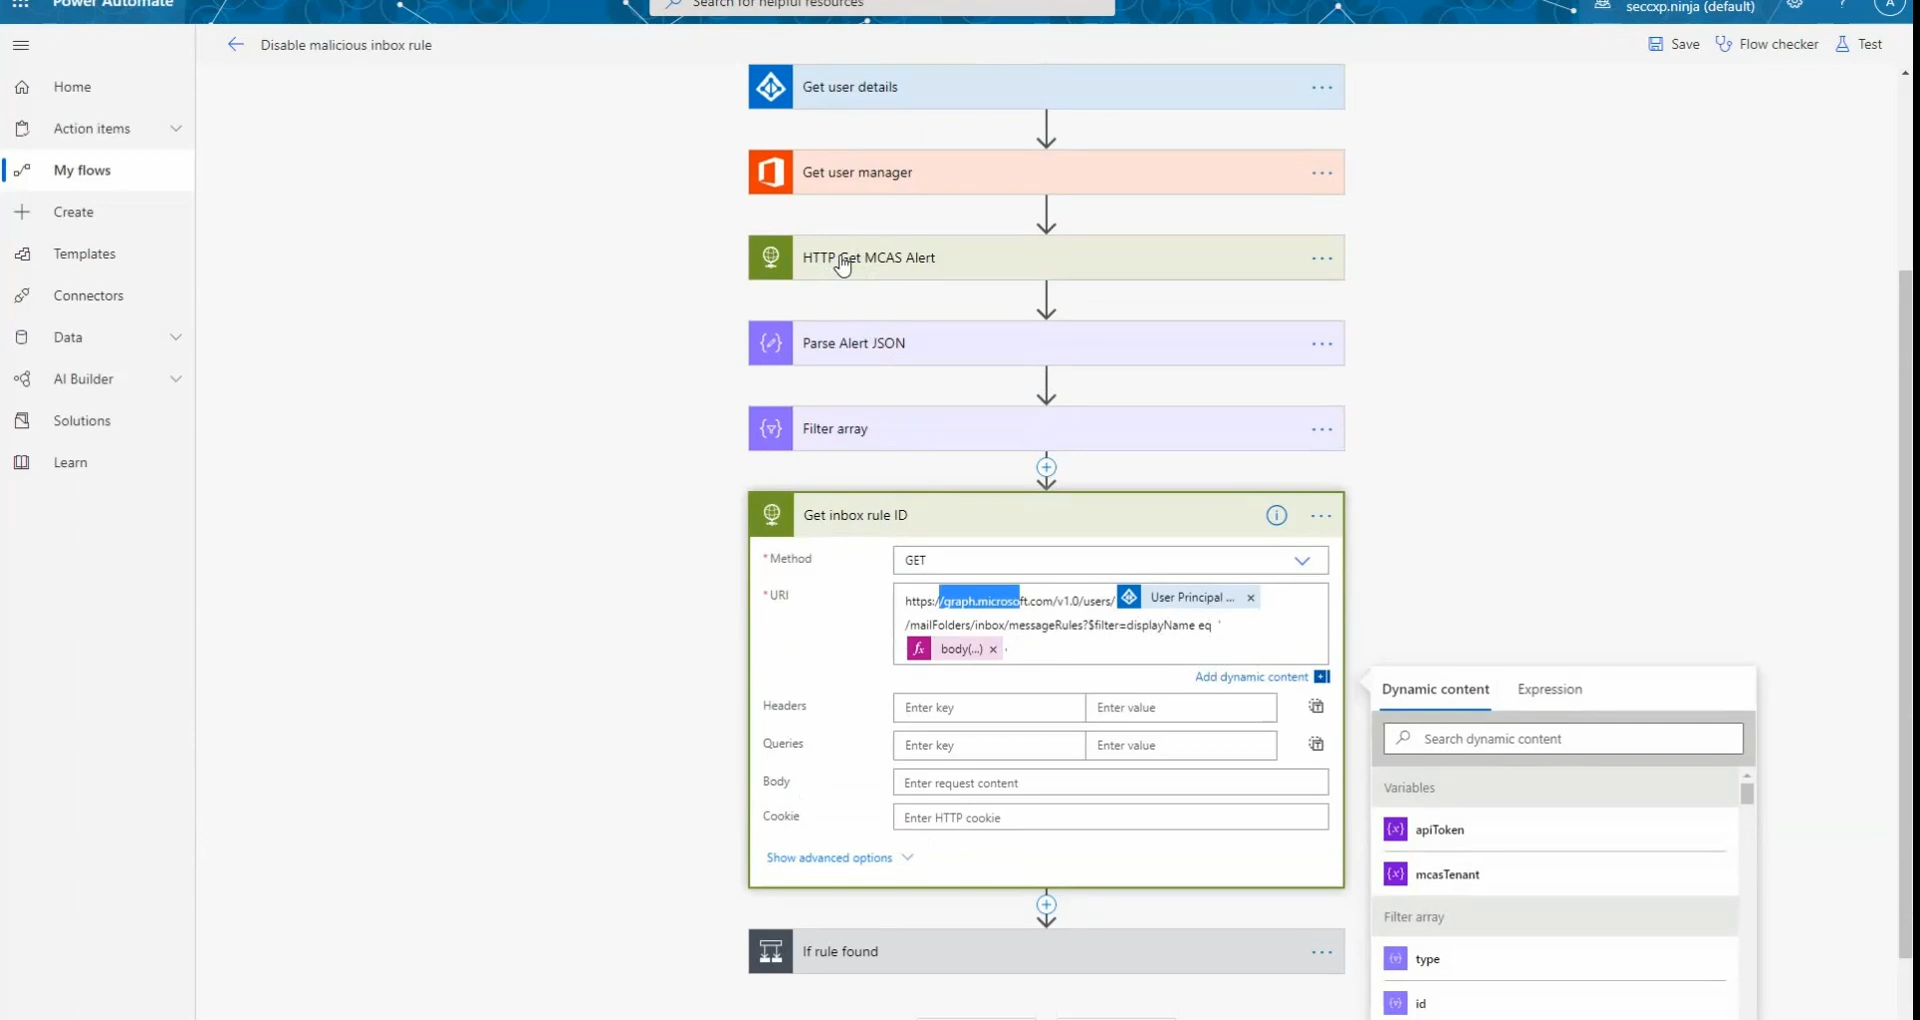 Power Automate
Search for helpful resources
seccxp.ninja (default)
?
A
Disable malicious inbox rule
Save
Flow checker
Test
Home
Action items
My flows
Create
Templates
Connectors
Data
AI Builder
Solutions
Learn
Get user details
Get user manager
HTTP Get MCAS Alert
Parse Alert JSON
Filter array
Get inbox rule ID
* Method
GET
* URI
https://graph.microsoft.com/v1.0/users/ User Principal ... ×
/mailFolders/inbox/messageRules?$filter=displayName eq '
fx body(...) × '
Add dynamic content
Headers
Enter key
Enter value
Queries
Enter key
Enter value
Body
Enter request content
Cookie
Enter HTTP cookie
Show advanced options
If rule found
Dynamic content
Expression
Search dynamic content
Variables
{x} apiToken
{x} mcasTenant
Filter array
type
id